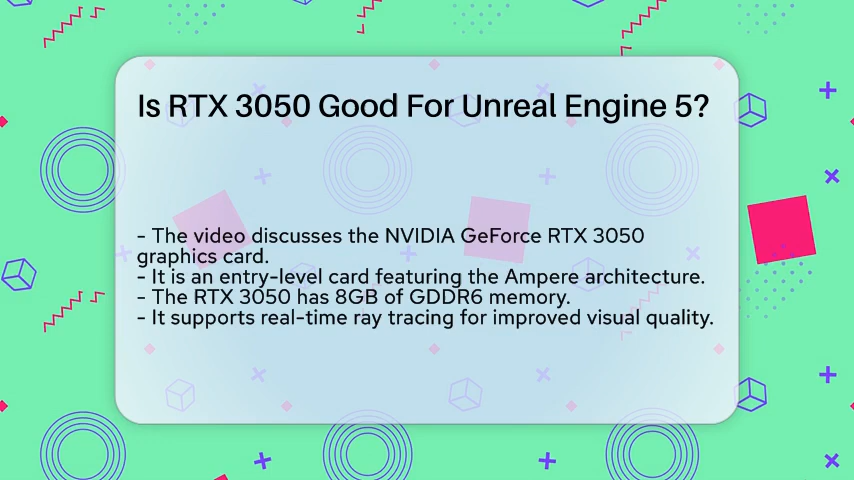 Is RTX 3050 Good For Unreal Engine 5?
- The video discusses the NVIDIA GeForce RTX 3050
graphics card.
- It is an entry-level card featuring the Ampere architecture.
- The RTX 3050 has 8GB of GDDR6 memory.
- It supports real-time ray tracing for improved visual quality.